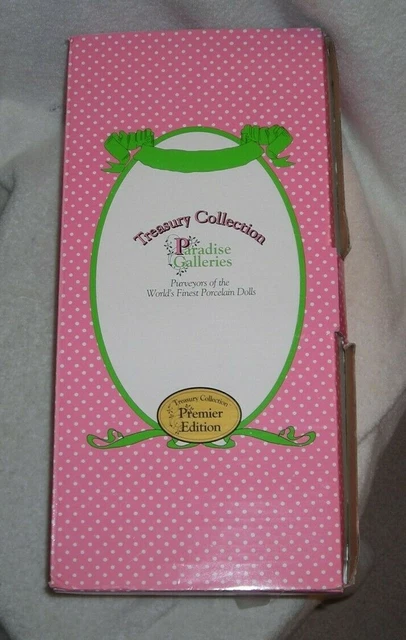 Treasury Collection
Paradise
Galleries
Purveyors of the
World's Finest Porcelain Dolls
Treasury Collection
Premier
Edition